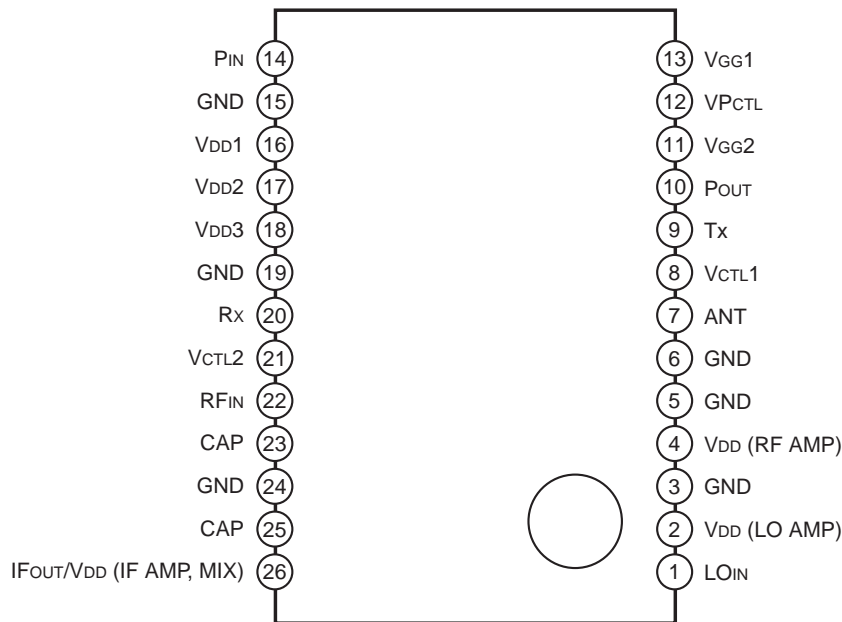 PIN 14 13 VGG1
GND 15 12 VPCTL
VDD1 16 11 VGG2
VDD2 17 10 POUT
VDD3 18 9 Tx
GND 19 8 VCTL1
RX 20 7 ANT
VCTL2 21 6 GND
RFIN 22 5 GND
CAP 23 4 VDD (RF AMP)
GND 24 3 GND
CAP 25 2 VDD (LO AMP)
IFOUT/VDD (IF AMP, MIX) 26 1 LOIN